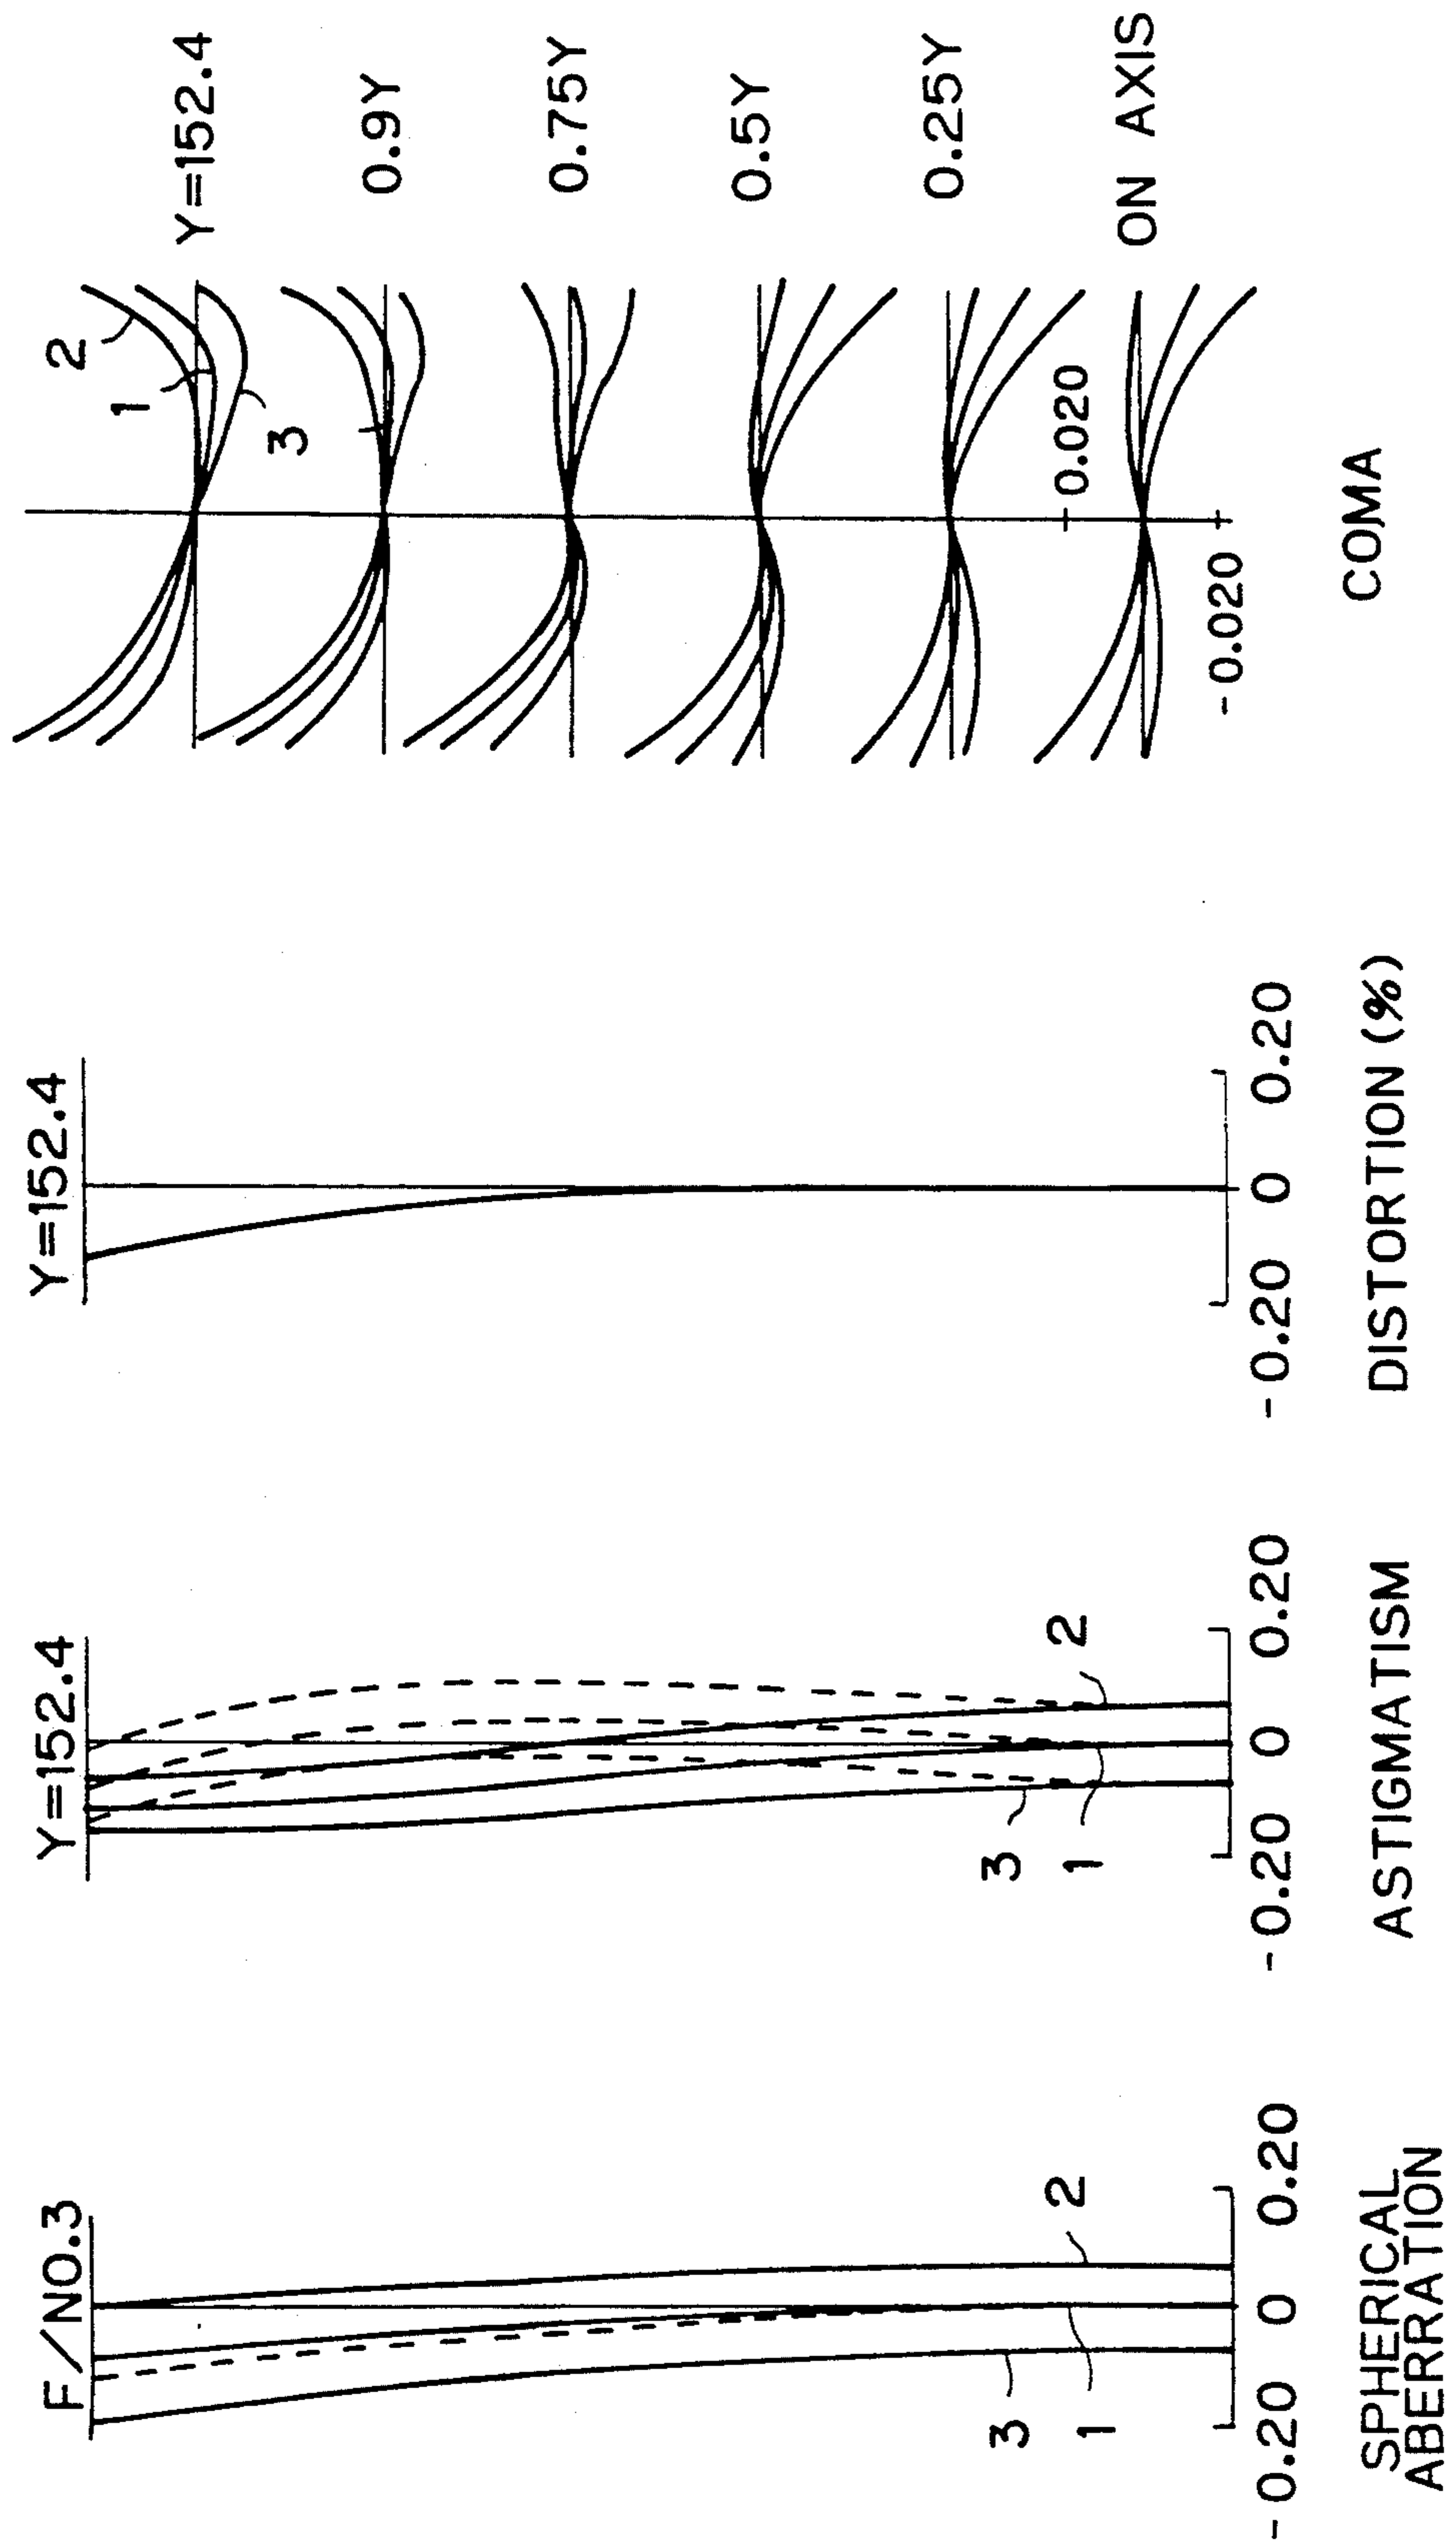 F/NO.3
2
3
1
-0.20 0 0.20
SPHERICAL
ABERRATION
Y=152.4
2
3
1
-0.20 0 0.20
ASTIGMATISM
Y=152.4
-0.20 0 0.20
DISTORTION (%)
2
1
3
Y=152.4
0.9Y
0.75Y
0.5Y
0.25Y
0.020
ON AXIS
-0.020
COMA